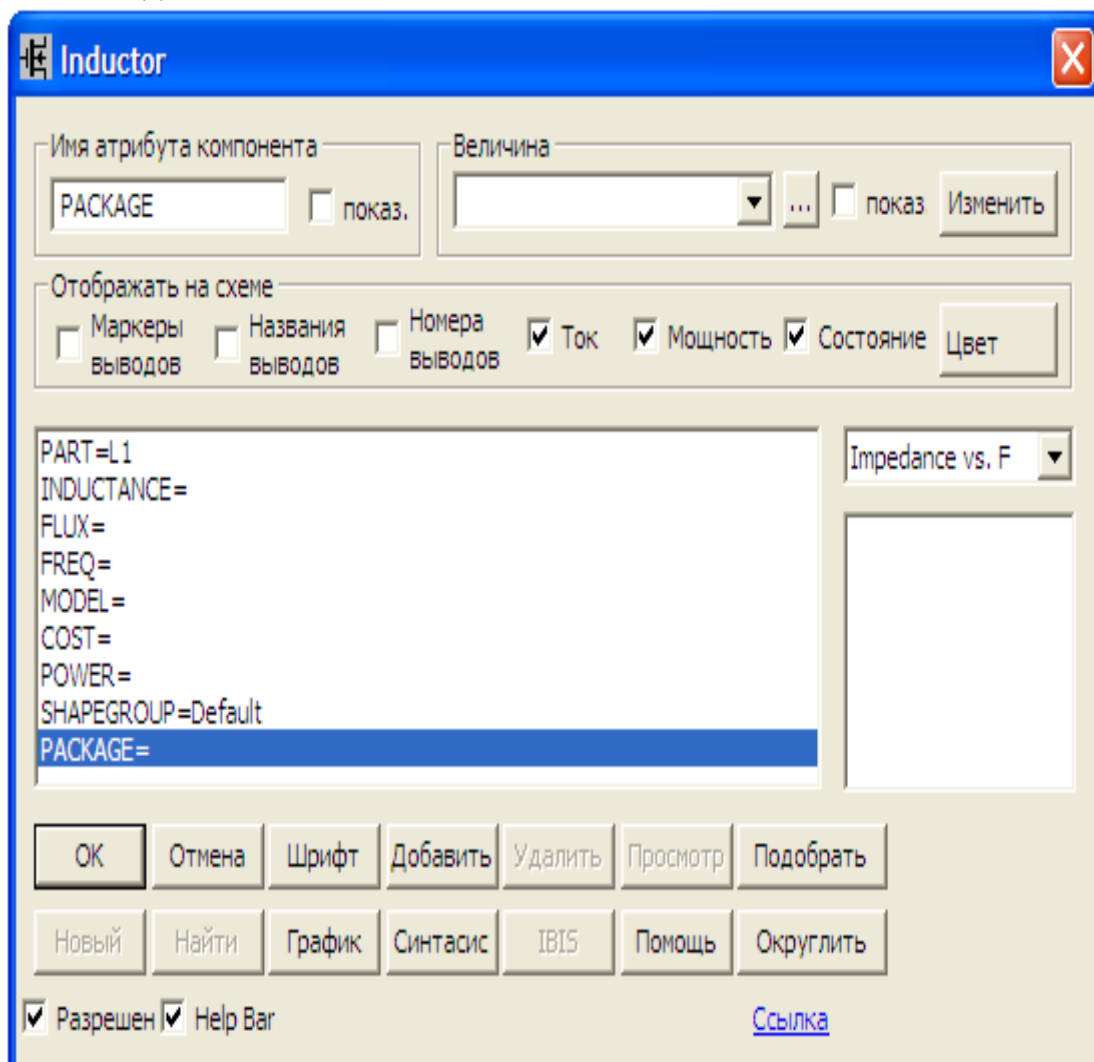 Inductor
Имя атрибута компонента
Величина
PACKAGE
показ.
...
показ.
Изменить
Отображать на схеме
Маркеры выводов
Названия выводов
Номера выводов
Ток
Мощность
Состояние
Цвет
PART=L1
INDUCTANCE=
FLUX=
FREQ=
MODEL=
COST=
POWER=
SHAPEGROUP=Default
PACKAGE=
Impedance vs. F
OK
Отмена
Шрифт
Добавить
Удалить
Просмотр
Подобрать
Новый
Найти
График
Синтасис
IBIS
Помощь
Округлить
Разрешен
Help Bar
Ссылка